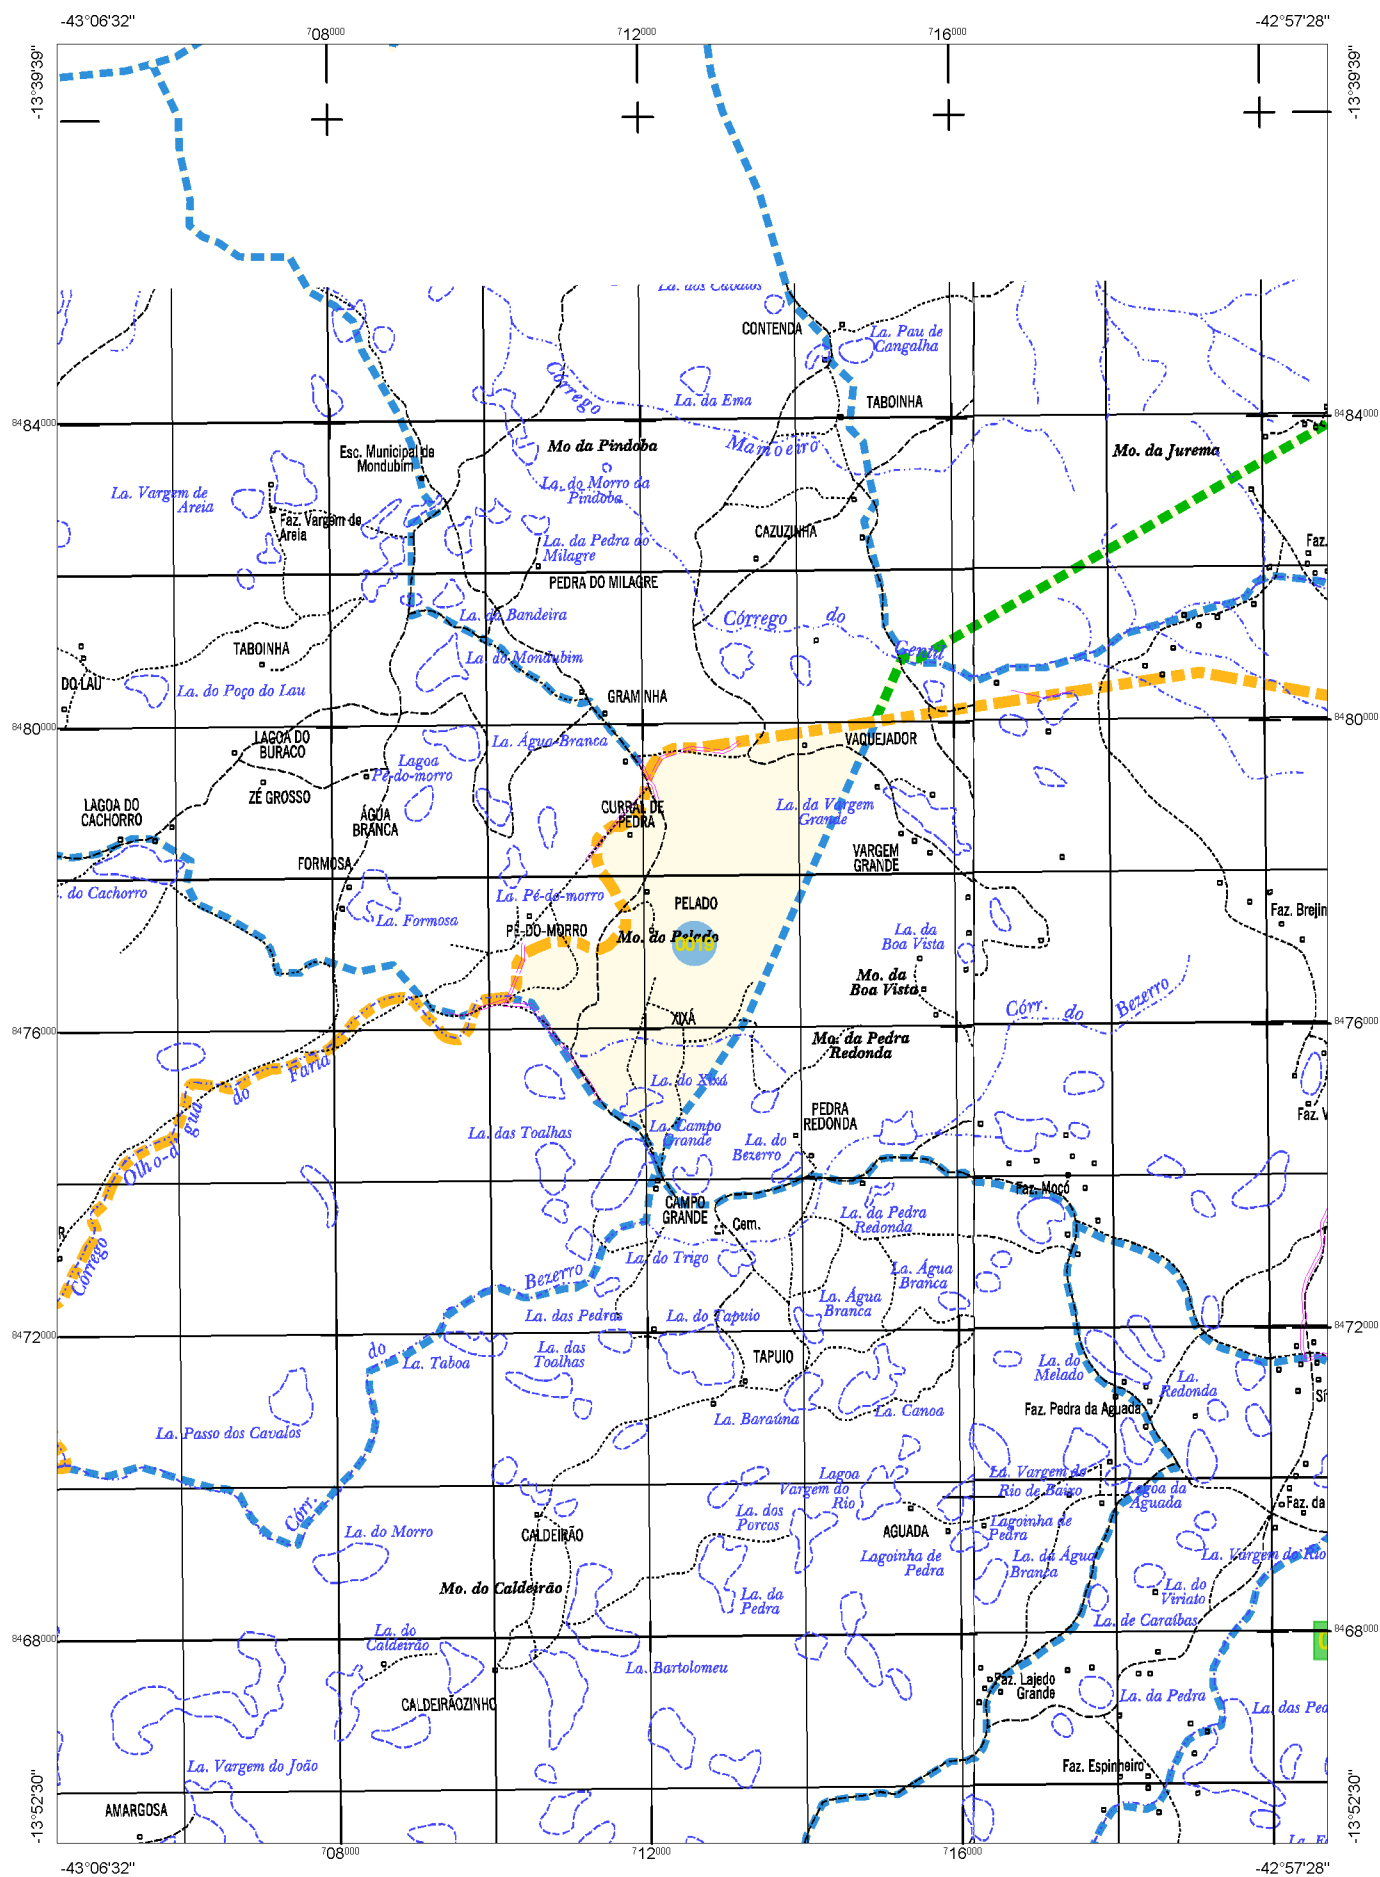 -43°06'32"
-42°57'28"
708000
712000
716000
-13°39'39"
-13°39'39"
La. dos Cavalos
CONTENDA
La. Pau de
Cangalha
Córrego
La. da Ema
TABOINHA
8484000
8484000
Mamoeiro
Mo da Pindoba
Mo. da Jurema
Esc. Municipal de
Mondubim
La. do Morro da
Pindoba
La. Vargem de
Areia
Faz. Vargem de
Areia
CAZUZINHA
La. da Pedra do
Milagre
Faz.
PEDRA DO MILAGRE
La. da Bandeira
Córrego do
Gentil
TABOINHA
La. do Mondubim
DO LAU
La. do Poço do Lau
GRAMINHA
8480000
8480000
LAGOA DO
BURACO
La. Água-Branca
VAQUEJADOR
Lagoa
Pé-do-morro
ZÉ GROSSO
LAGOA DO
CACHORRO
ÁGUA
BRANCA
CURRAL DE
PEDRA
La. da Vargem
Grande
VARGEM
GRANDE
FORMOSA
do Cachorro
La. Pé-do-morro
La. Formosa
PELADO
Faz. Brejin
PÉ-DO-MORRO
Mo. do Pelado
0019
La. da
Boa Vista
Mo. da
Boa Vista
Córr. do Bezerro
8476000
8476000
XIXÁ
Mo. da Pedra
Redonda
Faria
do
La. do Xixá
Olho-d'água
PEDRA
REDONDA
Faz. V
La. das Toalhas
La. Campo
Grande
La. do
Bezerro
Faz. Mocó
CAMPO
GRANDE
Cem.
La. da Pedra
Redonda
R.
Córrego
La. do Trigo
Bezerro
La. Água
Branca
La. Água
Branca
La. das Pedras
La. do Tapuio
8472000
8472000
do
La. Taboa
La. das
Toalhas
TAPUIO
La. do
Melado
La.
Redonda
Sí
La. Passo dos Cavalos
La. Baraúna
La. Canoa
Faz. Pedra da Aguada
Lagoa
Vargem do
Rio
La. Vargem do
Rio de Baixo
Lagoa da
Aguada
Faz. da
Córr.
La. do Morro
CALDEIRÃO
La. dos
Porcos
AGUADA
Lagoinha de
Pedra
Lagoinha de
Pedra
La. da Água
Branca
La. Vargem do Rio
Mo. do Caldeirão
La. da
Pedra
La. do
Viriato
La. de Caraíbas
8468000
8468000
La. do
Caldeirão
La. Bartolomeu
Faz. Lajedo
Grande
CALDEIRÃOZINHO
La. da Pedra
La. das Ped
La. Vargem do João
Faz. Espinheiro
AMARGOSA
-13°52'30"
-13°52'30"
708000
712000
716000
-43°06'32"
-42°57'28"